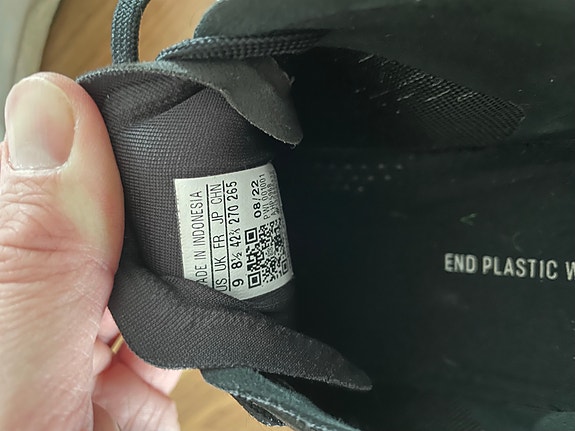 MADE IN INDONESIA
US UK FR JP CHN
9 8½ 42⅔ 270 265
08/22
END PLASTIC W